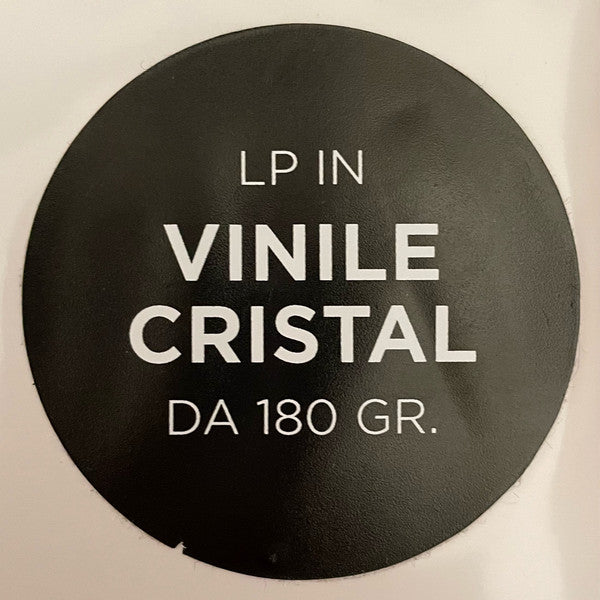 LP IN
VINILE
CRISTAL
DA 180 GR.